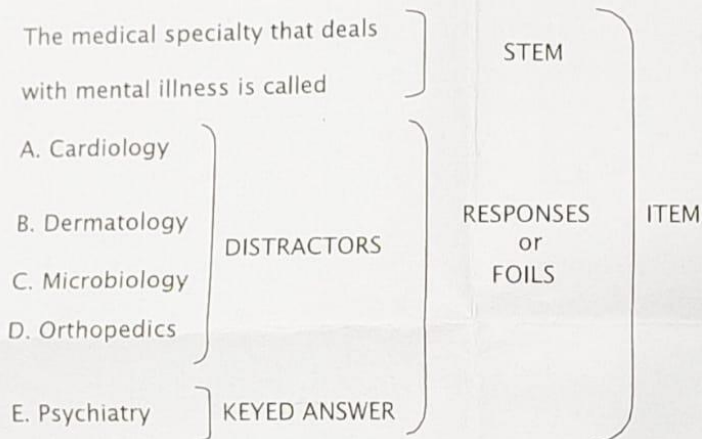 The medical specialty that deals
with mental illness is called
STEM
A. Cardiology
B. Dermatology
C. Microbiology
D. Orthopedics
DISTRACTORS
E. Psychiatry
KEYED ANSWER
RESPONSES
or
FOILS
ITEM